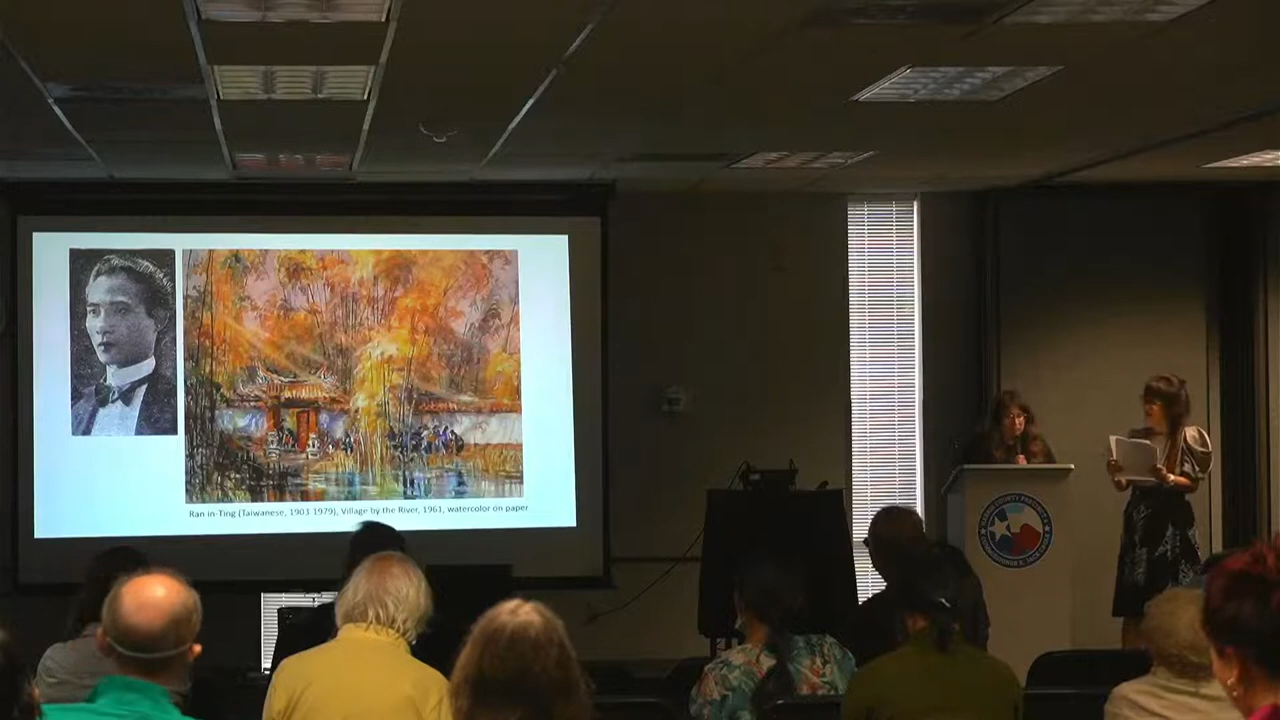 Ran in-Ting (Taiwanese, 1903 1979), Village by the River, 1961, watercolor on paper